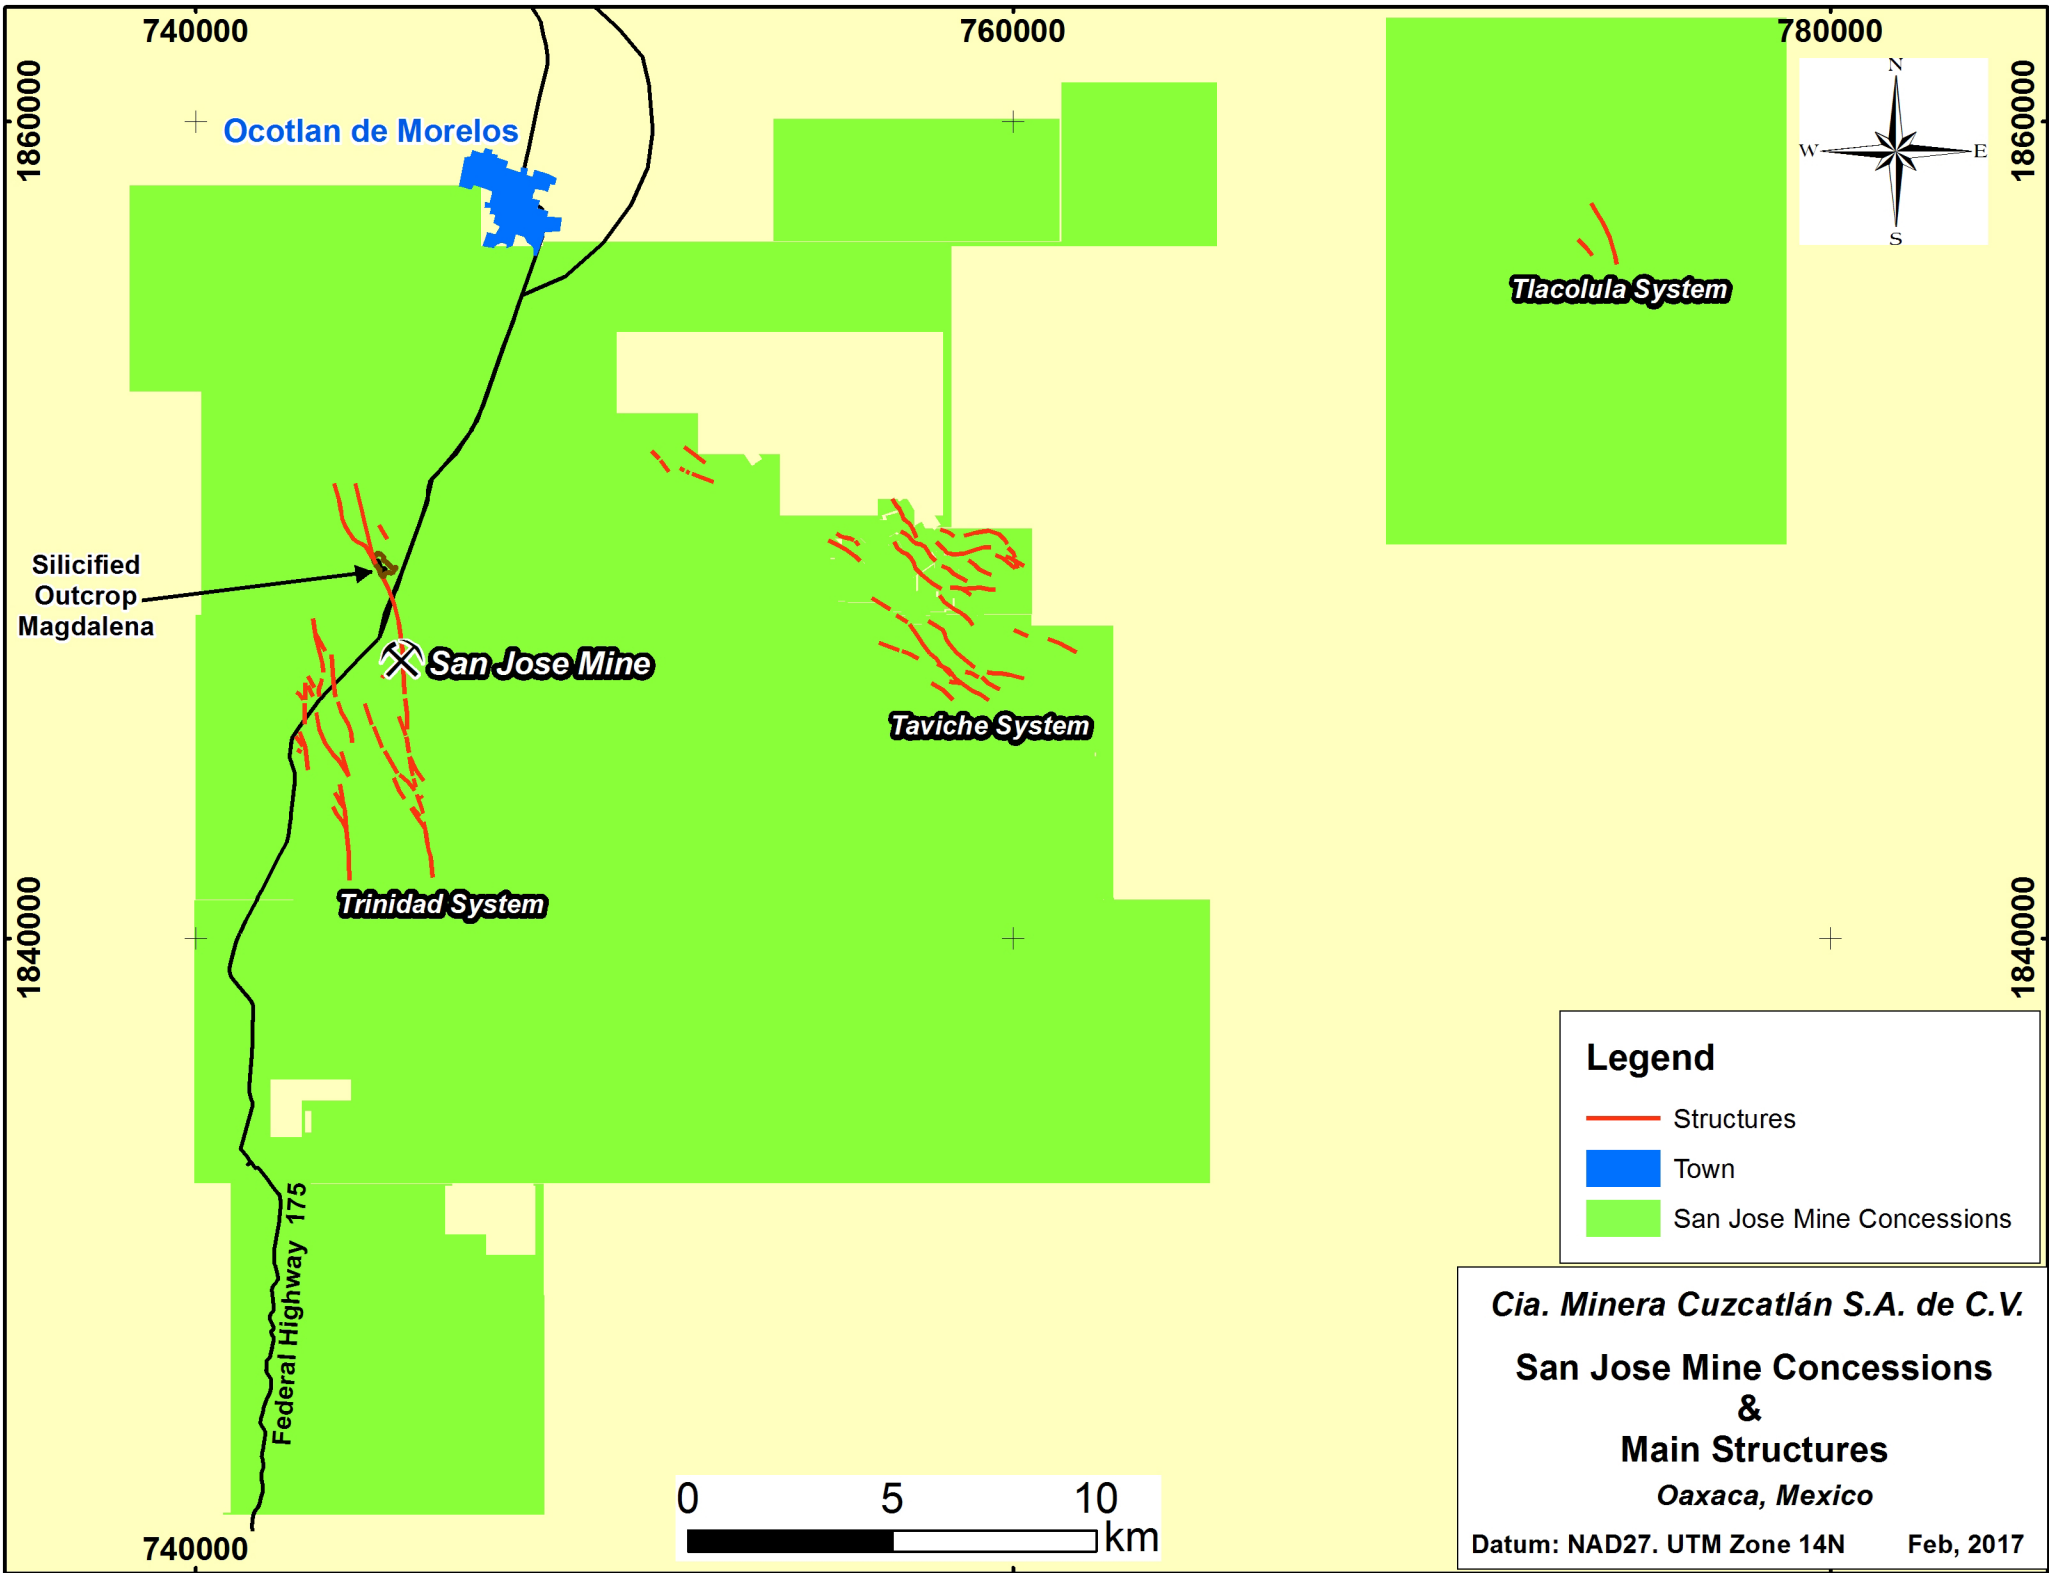 740000
760000
780000
1860000
1860000
N
W
E
S
Ocotlan de Morelos
Tlacolula System
Silicified
Outcrop
Magdalena
San Jose Mine
Taviche System
Trinidad System
1840000
1840000
Legend
Structures
Town
San Jose Mine Concessions
Federal Highway 175
Cia. Minera Cuzcatlán S.A. de C.V.
San Jose Mine Concessions
&
Main Structures
Oaxaca, Mexico
Datum: NAD27. UTM Zone 14N Feb, 2017
0 5 10
km
740000